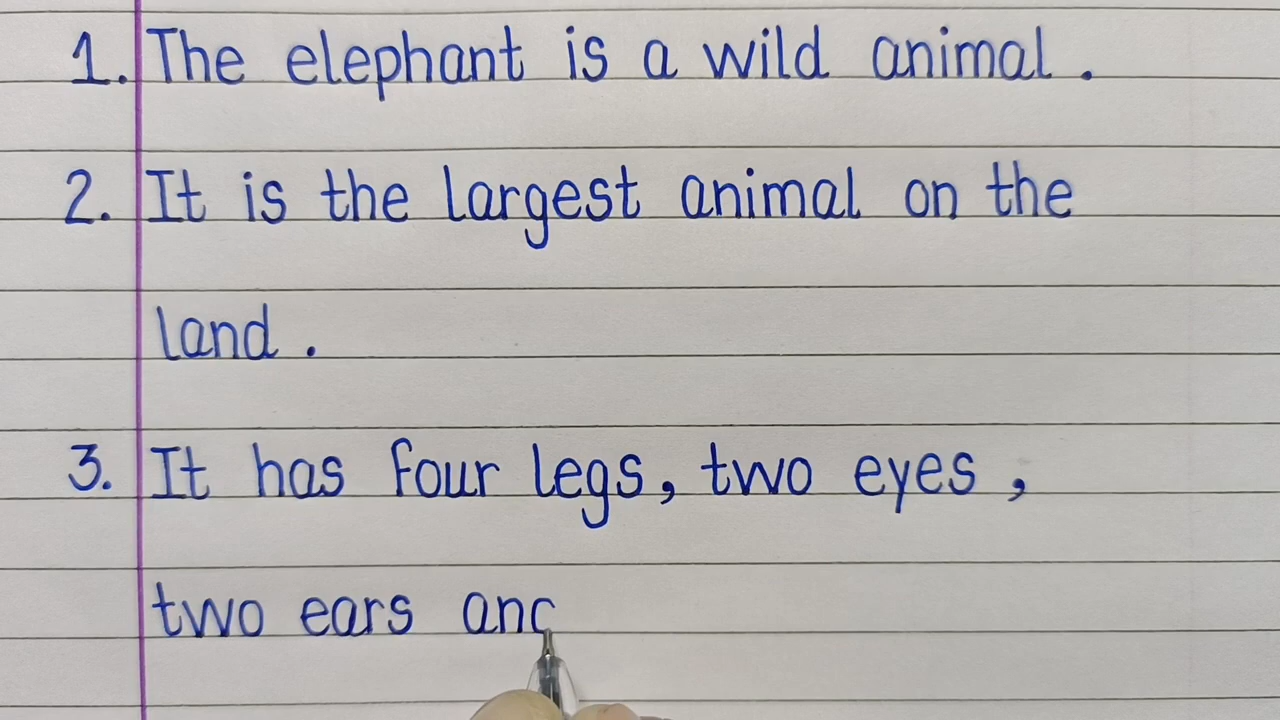 1. The elephant is a wild animal.
2. It is the largest animal on the
land.
3. It has four legs, two eyes,
two ears